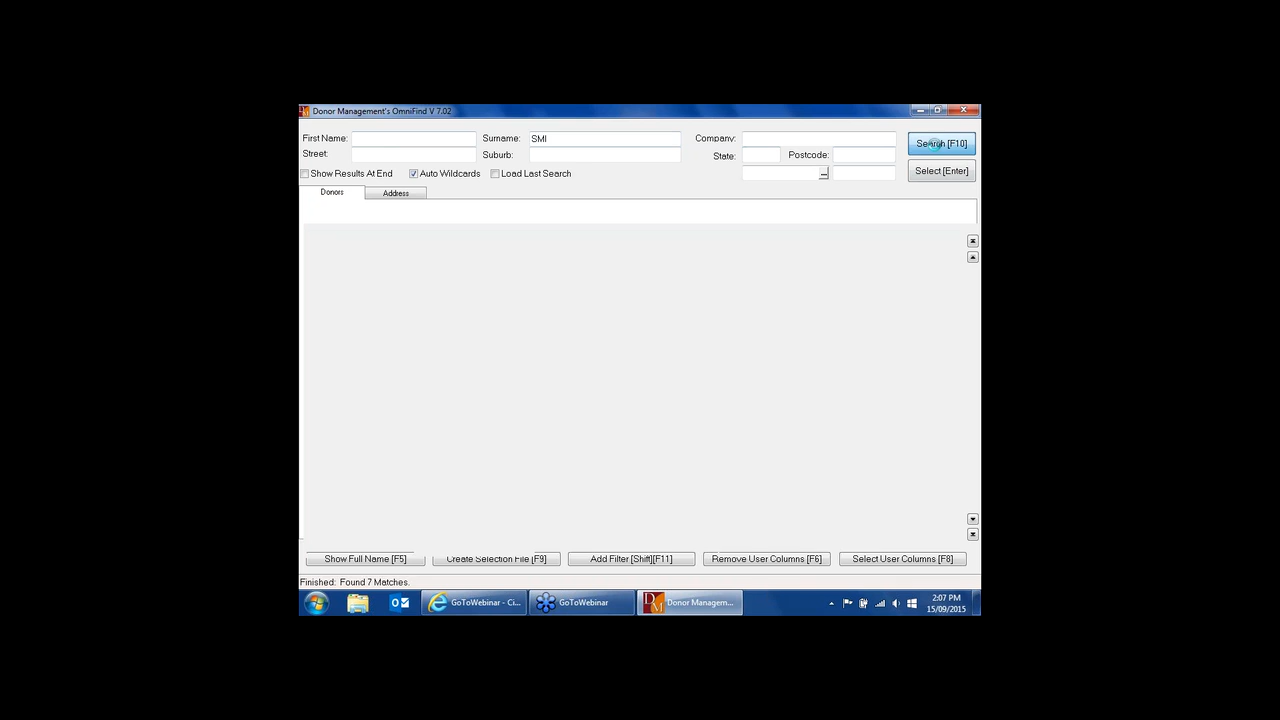 Donor Management's OmniFind V 7.02
First Name: Surname: SMI Company: Search [F10]
Street: Suburb: State: Postcode:
Show Results At End Auto Wildcards Load Last Search Select [Enter]
Donors Address
Show Full Name [F5] Create Selection File [F9] Add Filter [Shift][F11] Remove User Columns [F6] Select User Columns [F8]
Finished: Found 7 Matches.
GoToWebinar - Ci... GoToWebinar DM Donor Managem... 2:07 PM
15/09/2015